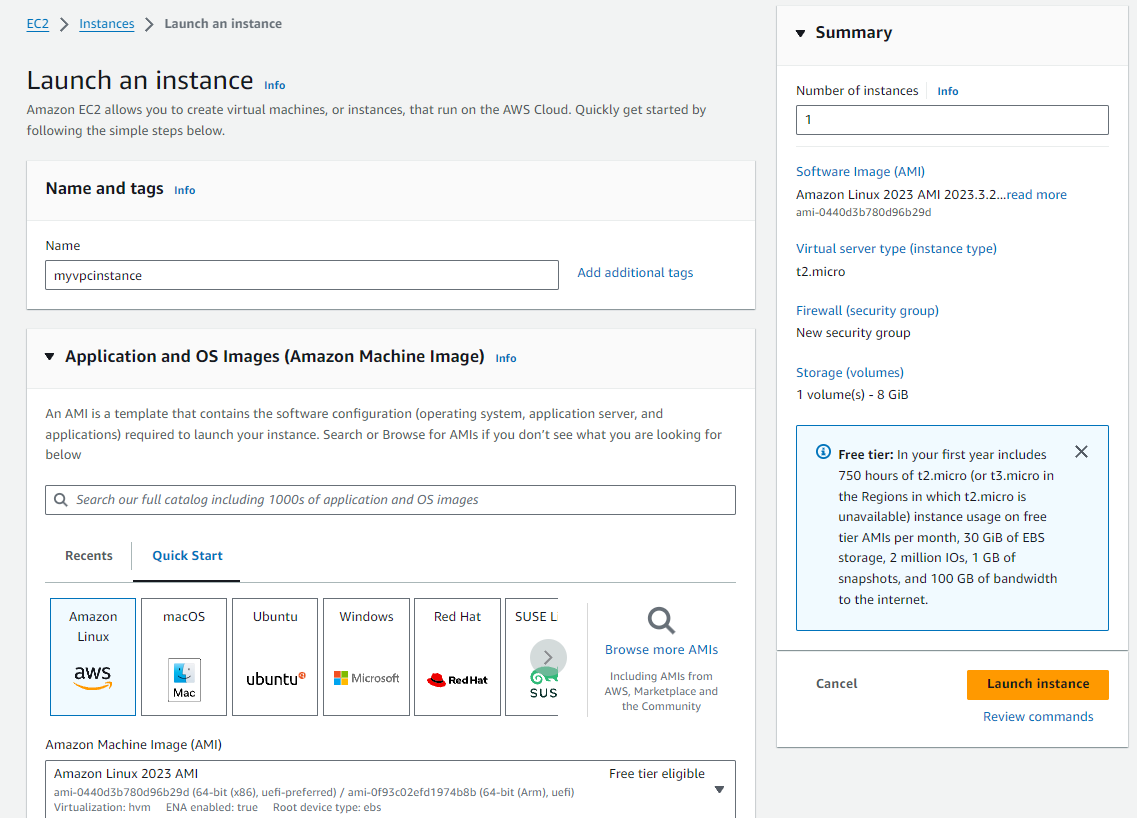 EC2 > Instances > Launch an instance
Launch an instance Info
Amazon EC2 allows you to create virtual machines, or instances, that run on the AWS Cloud. Quickly get started by
following the simple steps below.
Name and tags Info
Name
myvpcinstance
Add additional tags
Application and OS Images (Amazon Machine Image) Info
An AMI is a template that contains the software configuration (operating system, application server, and
applications) required to launch your instance. Search or Browse for AMIs if you don't see what you are looking for
below
Search our full catalog including 1000s of application and OS images
Recents
Quick Start
Amazon
Linux
aws
macOS
Mac
Ubuntu
ubuntu
Windows
Microsoft
Red Hat
Red Hat
SUSE L
SUS
Browse more AMIs
Including AMIs from
AWS, Marketplace and
the Community
Amazon Machine Image (AMI)
Amazon Linux 2023 AMI
Free tier eligible
ami-0440d3b780d96b29d (64-bit (x86), uefi-preferred) / ami-0f93c02efd1974b8b (64-bit (Arm), uefi)
Virtualization: hvm ENA enabled: true Root device type: ebs
Summary
Number of instances Info
1
Software Image (AMI)
Amazon Linux 2023 AMI 2023.3.2...read more
ami-0440d3b780d96b29d
Virtual server type (instance type)
t2.micro
Firewall (security group)
New security group
Storage (volumes)
1 volume(s) - 8 GiB
Free tier: In your first year includes
750 hours of t2.micro (or t3.micro in
the Regions in which t2.micro is
unavailable) instance usage on free
tier AMIs per month, 30 GiB of EBS
storage, 2 million IOs, 1 GB of
snapshots, and 100 GB of bandwidth
to the internet.
Cancel
Launch instance
Review commands